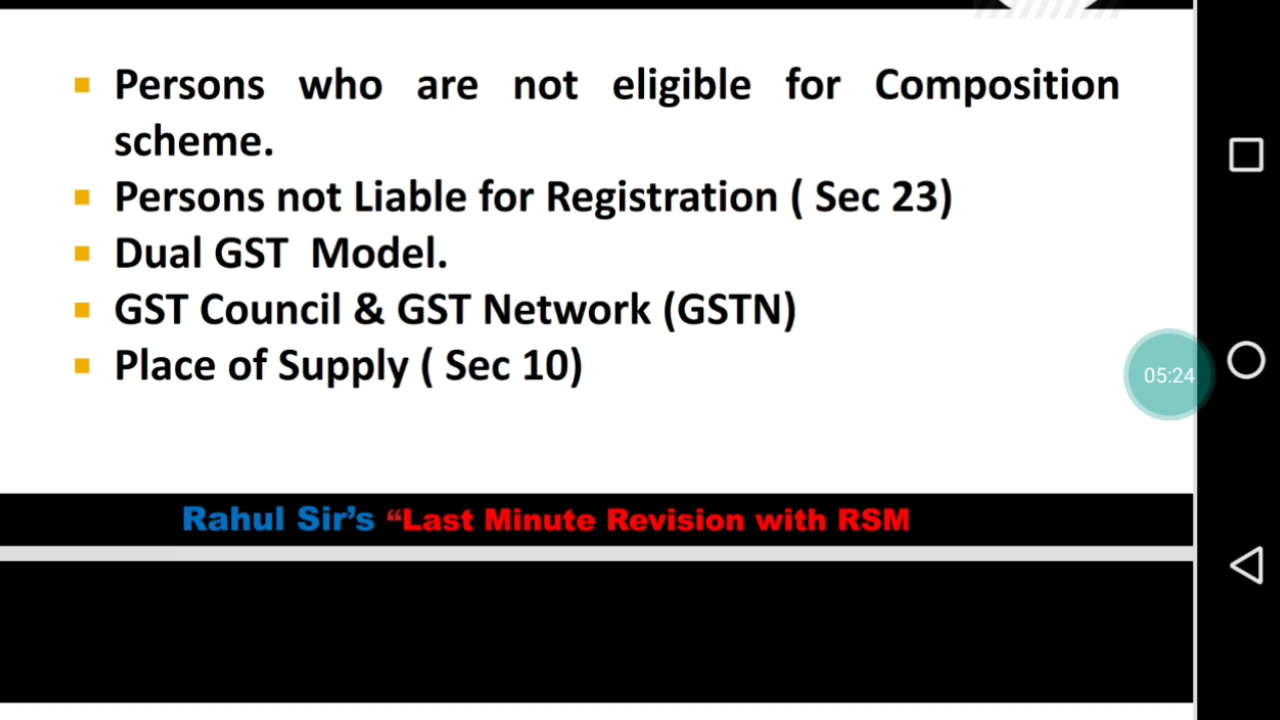 Persons who are not eligible for Composition
scheme.
Persons not Liable for Registration ( Sec 23)
Dual GST Model.
GST Council & GST Network (GSTN)
Place of Supply ( Sec 10)
05:24
Rahul Sir's “Last Minute Revision with RSM